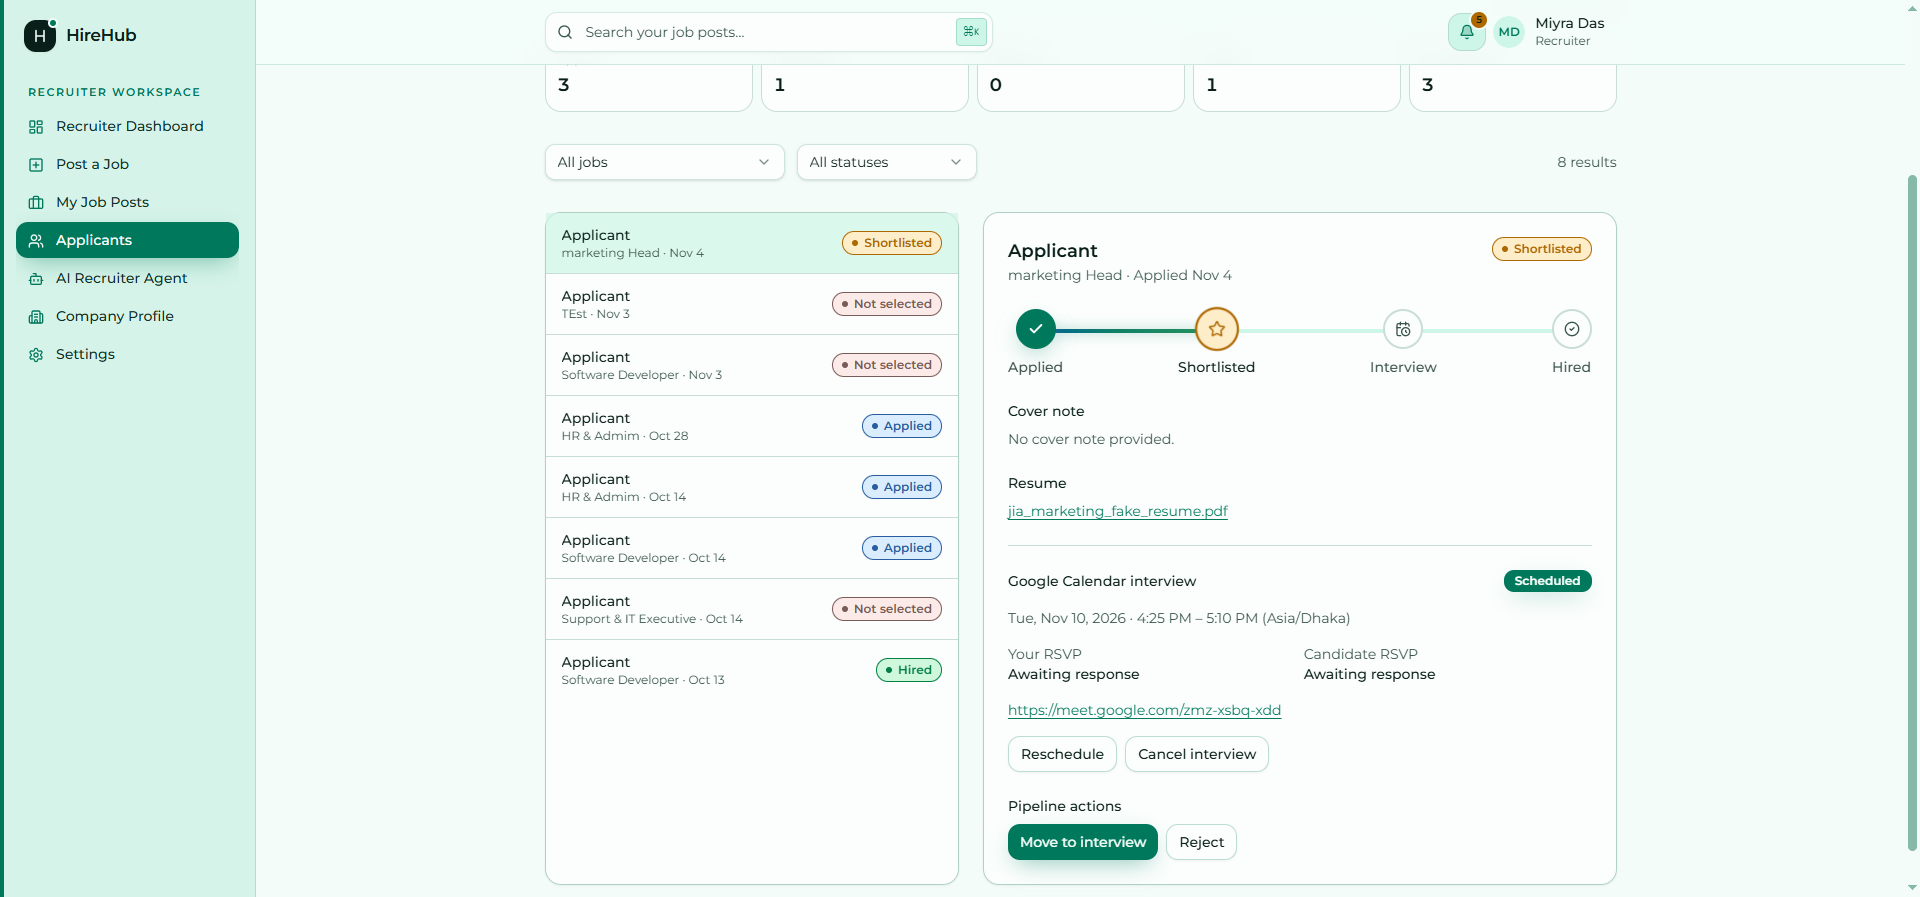 HireHub
RECRUITER WORKSPACE
Recruiter Dashboard
Post a Job
My Job Posts
Applicants
AI Recruiter Agent
Company Profile
Settings
Search your job posts...
⌘K
5
MD
Miyra Das
Recruiter
3
1
0
1
3
All jobs
All statuses
8 results
Applicant
marketing Head · Nov 4
Shortlisted
Applicant
TEst · Nov 3
Not selected
Applicant
Software Developer · Nov 3
Not selected
Applicant
HR & Admim · Oct 28
Applied
Applicant
HR & Admim · Oct 14
Applied
Applicant
Software Developer · Oct 14
Applied
Applicant
Support & IT Executive · Oct 14
Not selected
Applicant
Software Developer · Oct 13
Hired
Applicant
Shortlisted
marketing Head · Applied Nov 4
Applied
Shortlisted
Interview
Hired
Cover note
No cover note provided.
Resume
jia_marketing_fake_resume.pdf
Google Calendar interview
Scheduled
Tue, Nov 10, 2026 · 4:25 PM – 5:10 PM (Asia/Dhaka)
Your RSVP
Awaiting response
Candidate RSVP
Awaiting response
https://meet.google.com/zmz-xsbq-xdd
Reschedule
Cancel interview
Pipeline actions
Move to interview
Reject